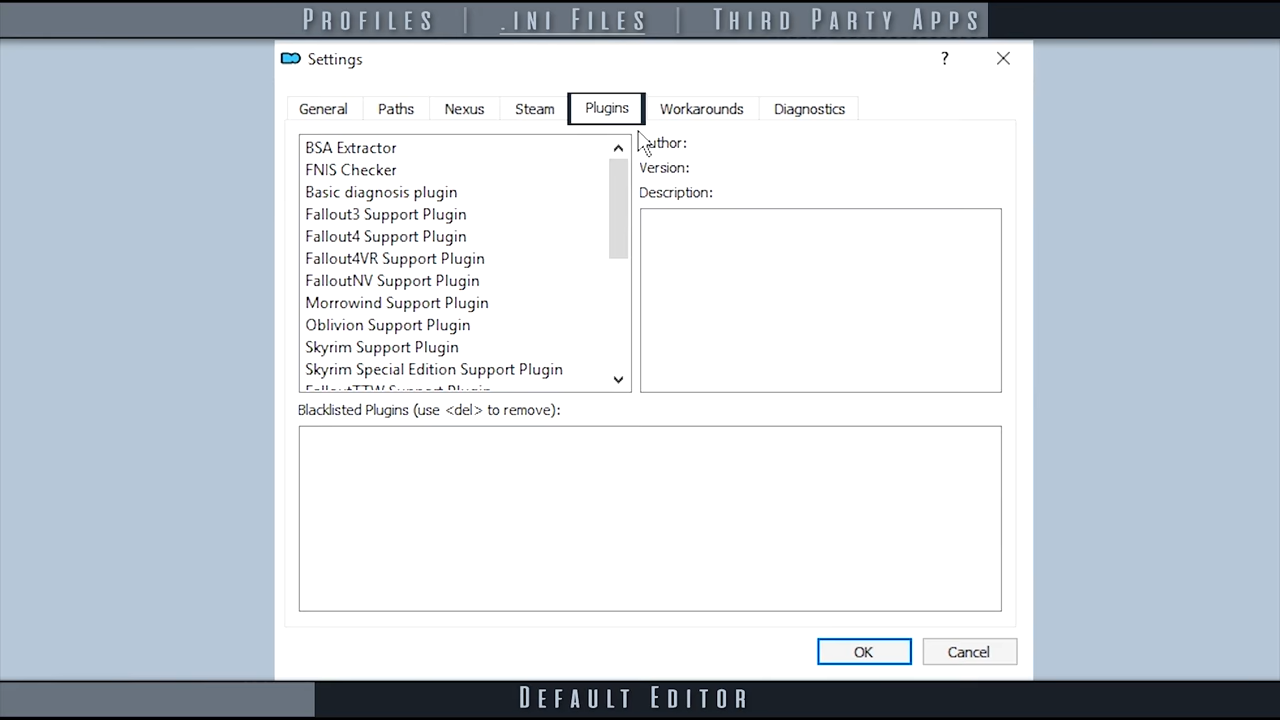 Profiles | .ini Files | Third Party Apps
Settings
?
General Paths Nexus Steam Plugins Workarounds Diagnostics
BSA Extractor
FNIS Checker
Basic diagnosis plugin
Fallout3 Support Plugin
Fallout4 Support Plugin
Fallout4VR Support Plugin
FalloutNV Support Plugin
Morrowind Support Plugin
Oblivion Support Plugin
Skyrim Support Plugin
Skyrim Special Edition Support Plugin
FalloutTTW Support Plugin
uthor:
Version:
Description:
Blacklisted Plugins (use <del> to remove):
OK Cancel
Default Editor